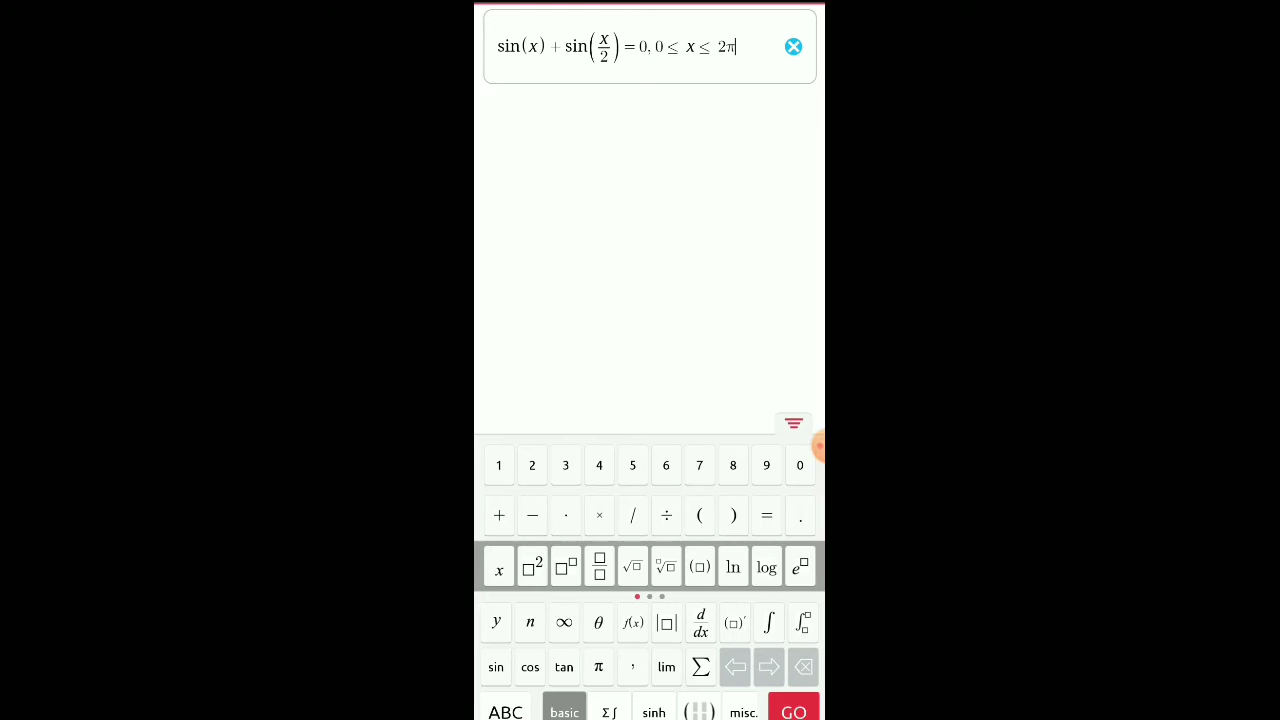 sin(x) + sin(x/2) = 0, 0 ≤ x ≤ 2π
1 2 3 4 5 6 7 8 9 0
+ − · × / ÷ ( ) = .
x □² □^□ □/□ √□ □√□ (□) ln log e^□
y n ∞ θ f(x) |□| d/dx (□)′ ∫ ∫□□
sin cos tan π , lim Σ
ABC basic Σ∫ sinh misc. GO